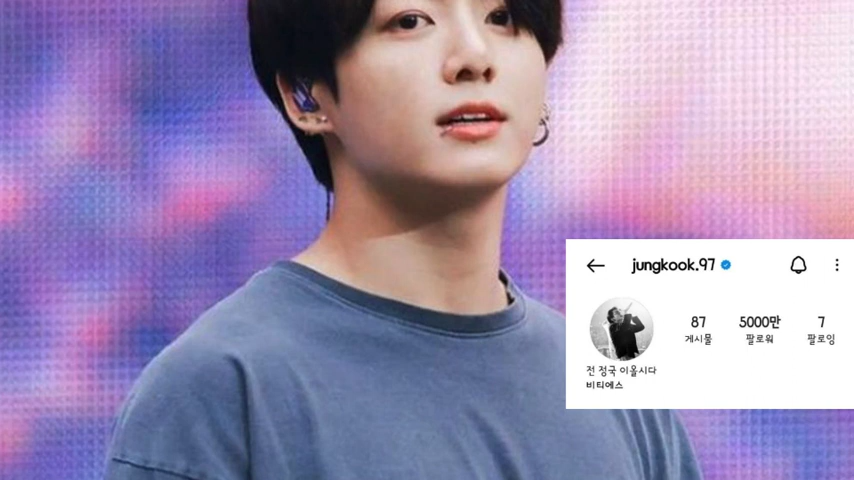 jungkook.97
87
게시물
5000만
팔로워
7
팔로잉
전 정국 이올시다
비티에스